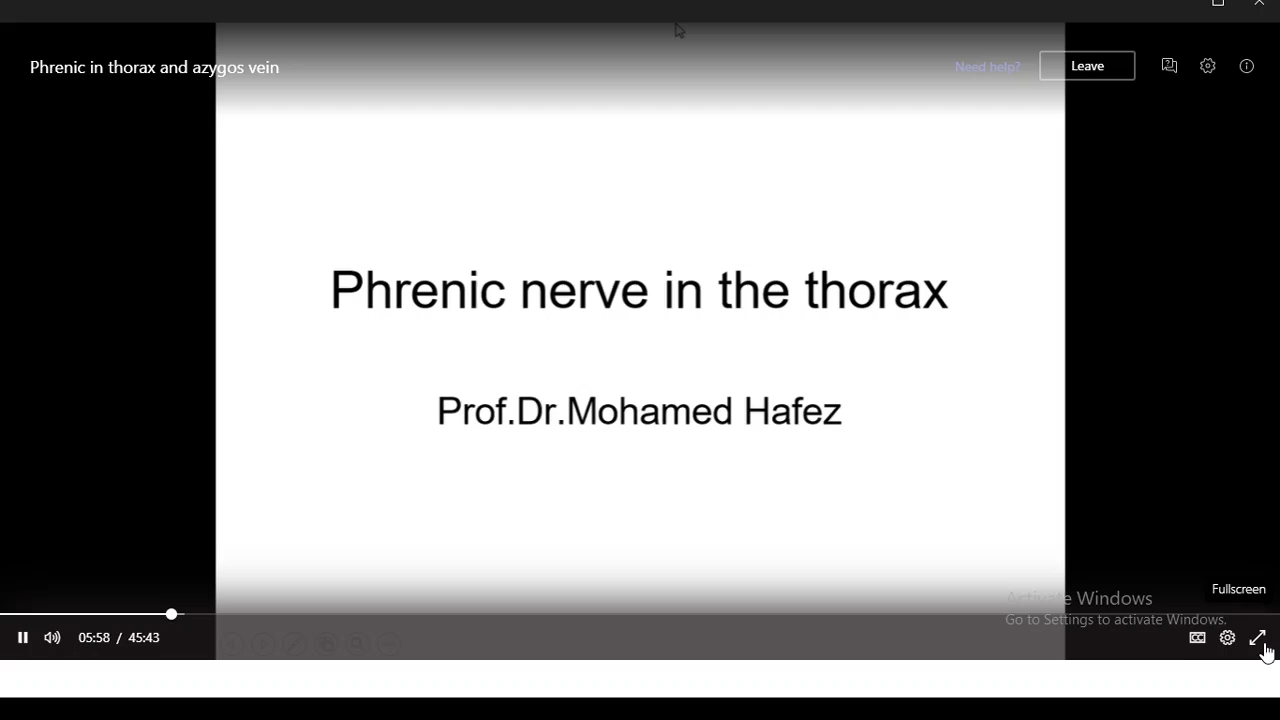 Phrenic in thorax and azygos vein
Need help?
Leave
Phrenic nerve in the thorax
Prof.Dr.Mohamed Hafez
Fullscreen
Activate Windows
Go to Settings to activate Windows.
05:58 / 45:43
CC